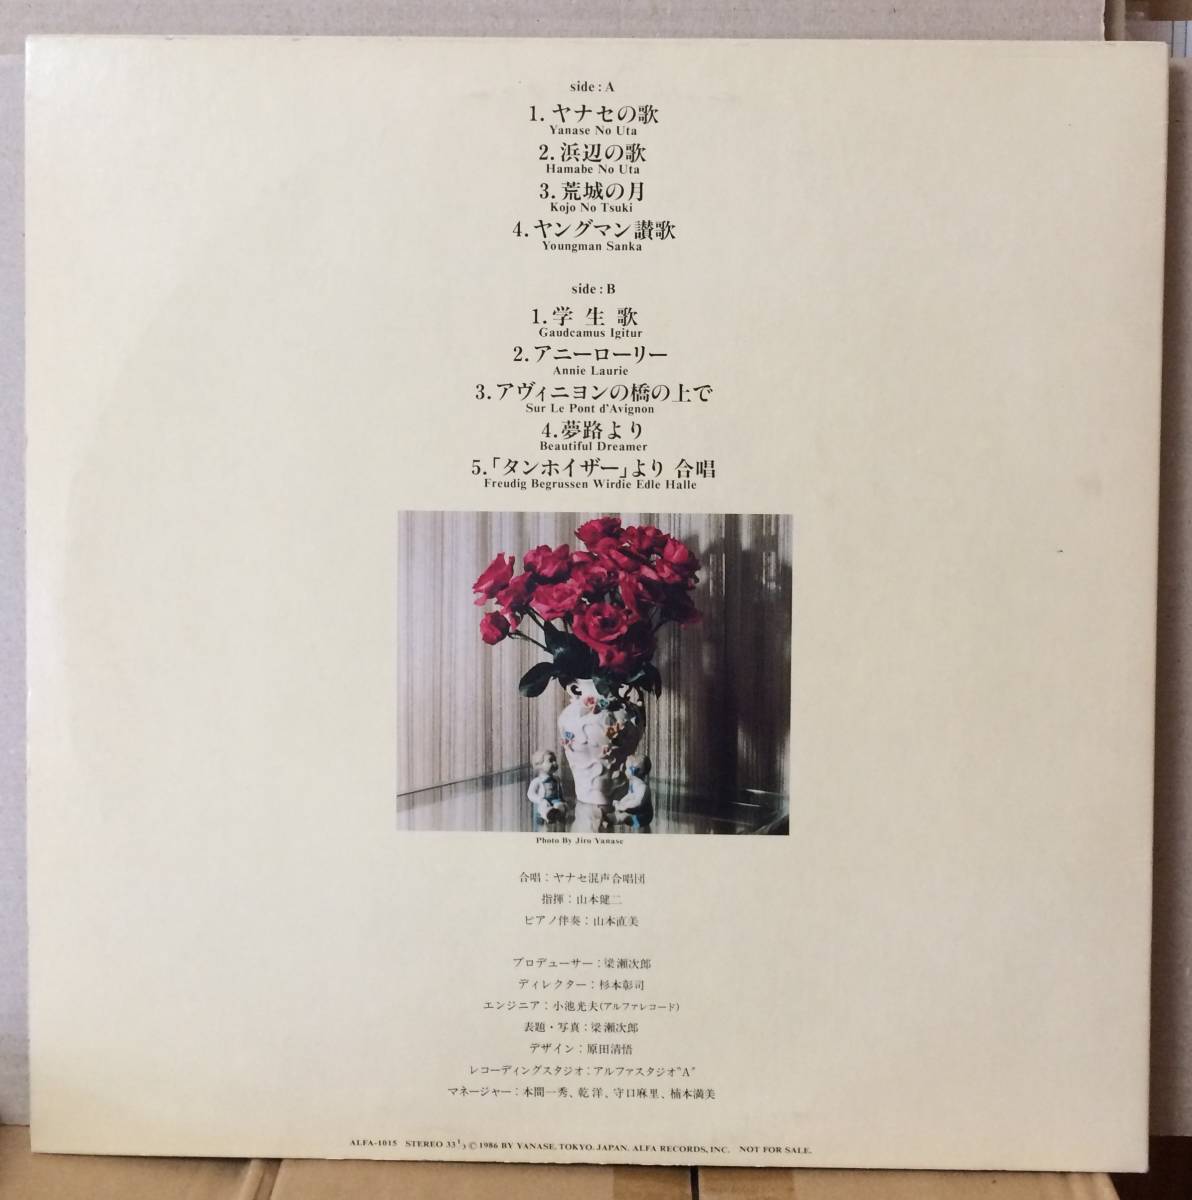 side : A
1. ヤナセの歌
Yanase No Uta
2. 浜辺の歌
Hamabe No Uta
3. 荒城の月
Kojo No Tsuki
4. ヤングマン讃歌
Youngman Sanka
side : B
1. 学 生 歌
Gaudcamus Igitur
2. アニーローリー
Annie Laurie
3. アヴィニヨンの橋の上で
Sur Le Pont d'Avignon
4. 夢路より
Beautiful Dreamer
5. 「タンホイザー」より 合唱
Freudig Begrussen Wirdie Edle Halle
Photo By Jiro Yanase
合唱：ヤナセ混声合唱団
指揮：山本健二
ピアノ伴奏：山本直美
プロデューサー：梁瀬次郎
ディレクター：杉本彰司
エンジニア：小池光夫(アルファレコード)
表題・写真：梁瀬次郎
デザイン：原田清悟
レコーディングスタジオ：アルファスタジオ"A"
マネージャー：本間一秀、乾 洋、守口麻里、楠本満美
ALFA-1015 STEREO 33 1/3 © 1986 BY YANASE, TOKYO, JAPAN. ALFA RECORDS, INC. NOT FOR SALE.